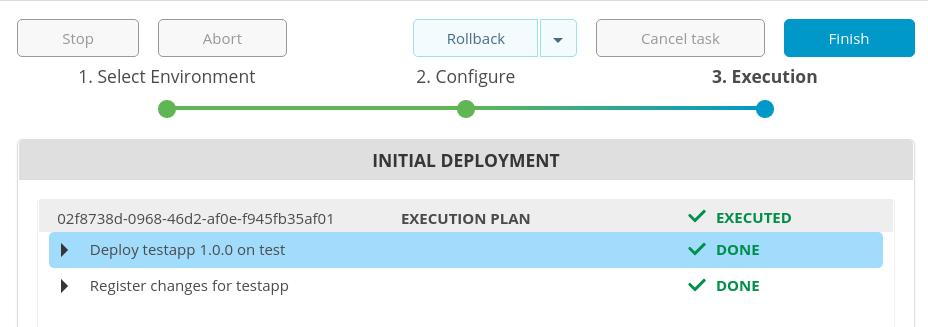 Stop Abort Rollback Cancel task Finish
1. Select Environment 2. Configure 3. Execution
INITIAL DEPLOYMENT
02f8738d-0968-46d2-af0e-f945fb35af01 EXECUTION PLAN EXECUTED
Deploy testapp 1.0.0 on test DONE
Register changes for testapp DONE